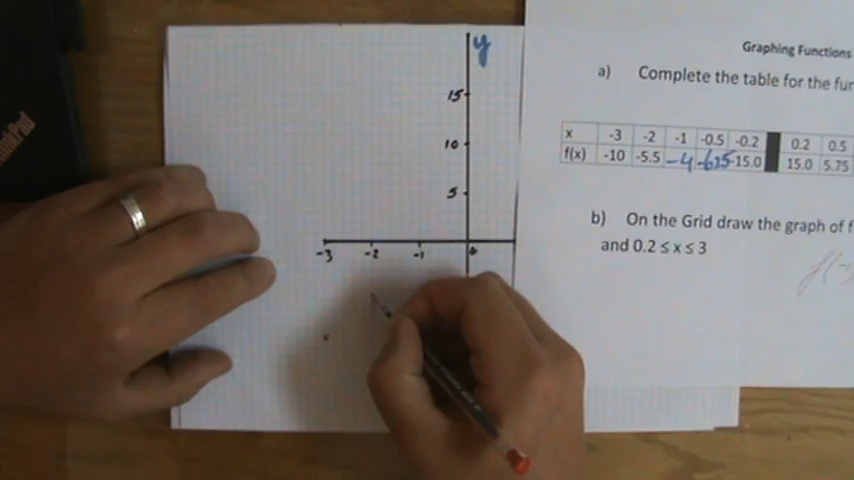 Graphing Functions
a) Complete the table for the fun
x -3 -2 -1 -0.5 -0.2 0.2 0.5
f(x) -10 -5.5 -4 -6.25 -15.0 15.0 5.75
b) On the Grid draw the graph of f
and 0.2 ≤ x ≤ 3
y
15
10
5
-3 -2 -1 0
ThinkPad